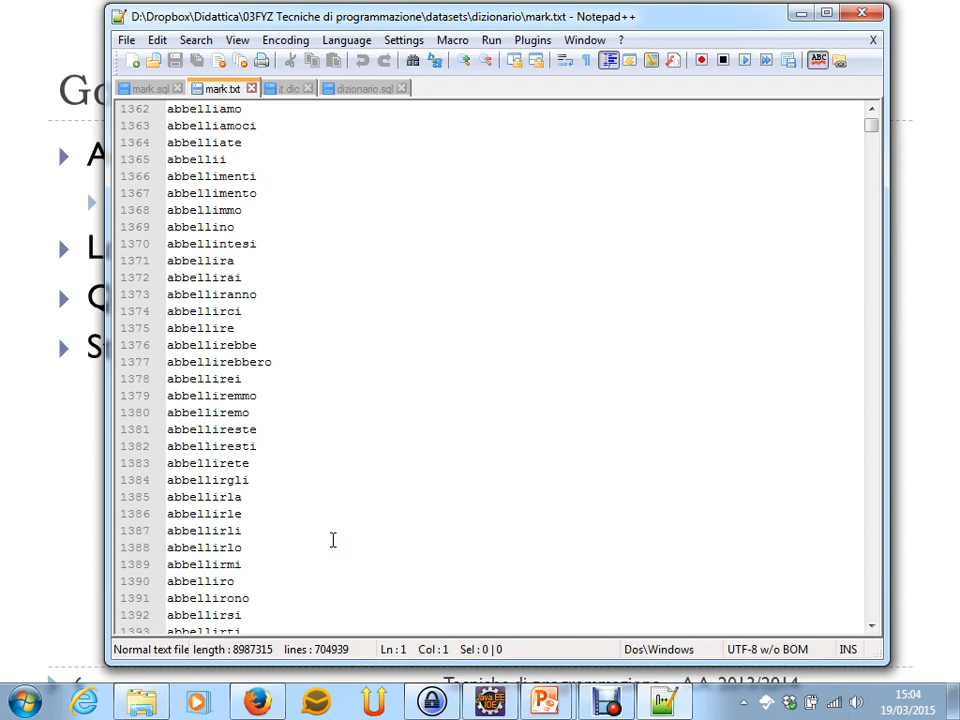 D:\Dropbox\Didattica\03FYZ Tecniche di programmazione\datasets\dizionario\mark.txt - Notepad++
File Edit Search View Encoding Language Settings Macro Run Plugins Window ? X
mark.sql mark.txt it.dic dizionario.sql
1362 abbelliamo
1363 abbelliamoci
1364 abbelliate
1365 abbellii
1366 abbellimenti
1367 abbellimento
1368 abbellimmo
1369 abbellino
1370 abbellintesi
1371 abbellira
1372 abbellirai
1373 abbelliranno
1374 abbellirci
1375 abbellire
1376 abbellirebbe
1377 abbellirebbero
1378 abbellirei
1379 abbelliremmo
1380 abbelliremo
1381 abbellireste
1382 abbelliresti
1383 abbellirete
1384 abbellirgli
1385 abbellirla
1386 abbellirle
1387 abbellirli
1388 abbellirlo
1389 abbellirmi
1390 abbelliro
1391 abbellirono
1392 abbellirsi
1393 abbellirti
Normal text file length : 8987315 lines : 704939 Ln : 1 Col : 1 Sel : 0 | 0 Dos\Windows UTF-8 w/o BOM INS
Tecniche di programmazione A.A. 2013/2014
15:04
19/03/2015